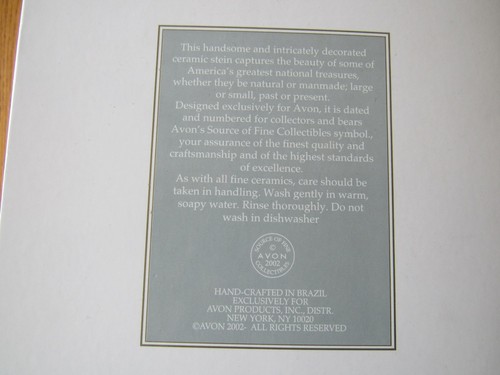 This handsome and intricately decorated
ceramic stein captures the beauty of some of
America's greatest national treasures,
whether they be natural or manmade; large
or small, past or present.
Designed exclusively for Avon, it is dated
and numbered for collectors and bears
Avon's Source of Fine Collectibles symbol.,
your assurance of the finest quality and
craftsmanship and of the highest standards
of excellence.
As with all fine ceramics, care should be
taken in handling. Wash gently in warm,
soapy water. Rinse thoroughly. Do not
wash in dishwasher
SOURCE OF FINE
©
AVON
2002
COLLECTIBLES
HAND-CRAFTED IN BRAZIL
EXCLUSIVELY FOR
AVON PRODUCTS, INC., DISTR.
NEW YORK, NY 10020
©AVON 2002- ALL RIGHTS RESERVED